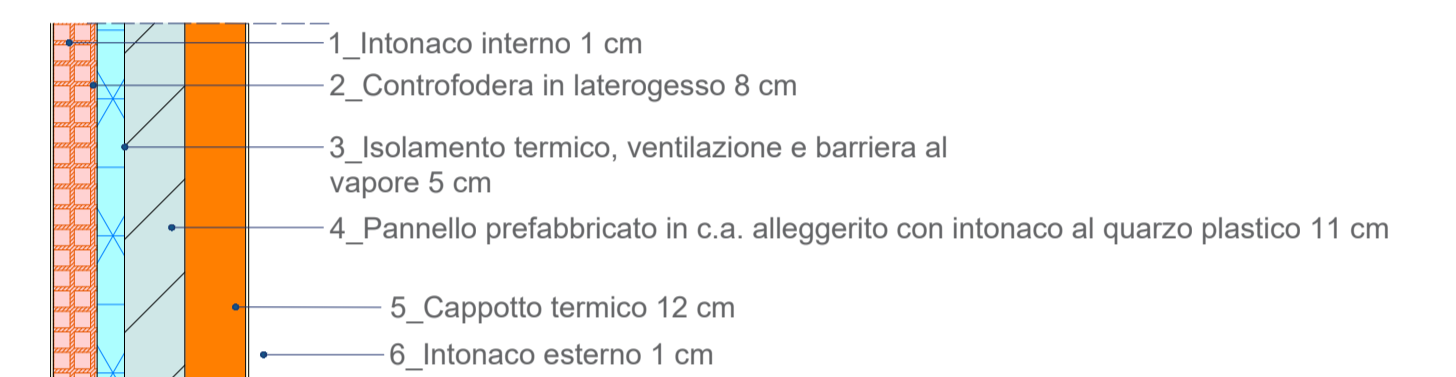 1_Intonaco interno 1 cm
2_Controfodera in laterogesso 8 cm
3_Isolamento termico, ventilazione e barriera al
vapore 5 cm
4_Pannello prefabbricato in c.a. alleggerito con intonaco al quarzo plastico 11 cm
5_Cappotto termico 12 cm
6_Intonaco esterno 1 cm